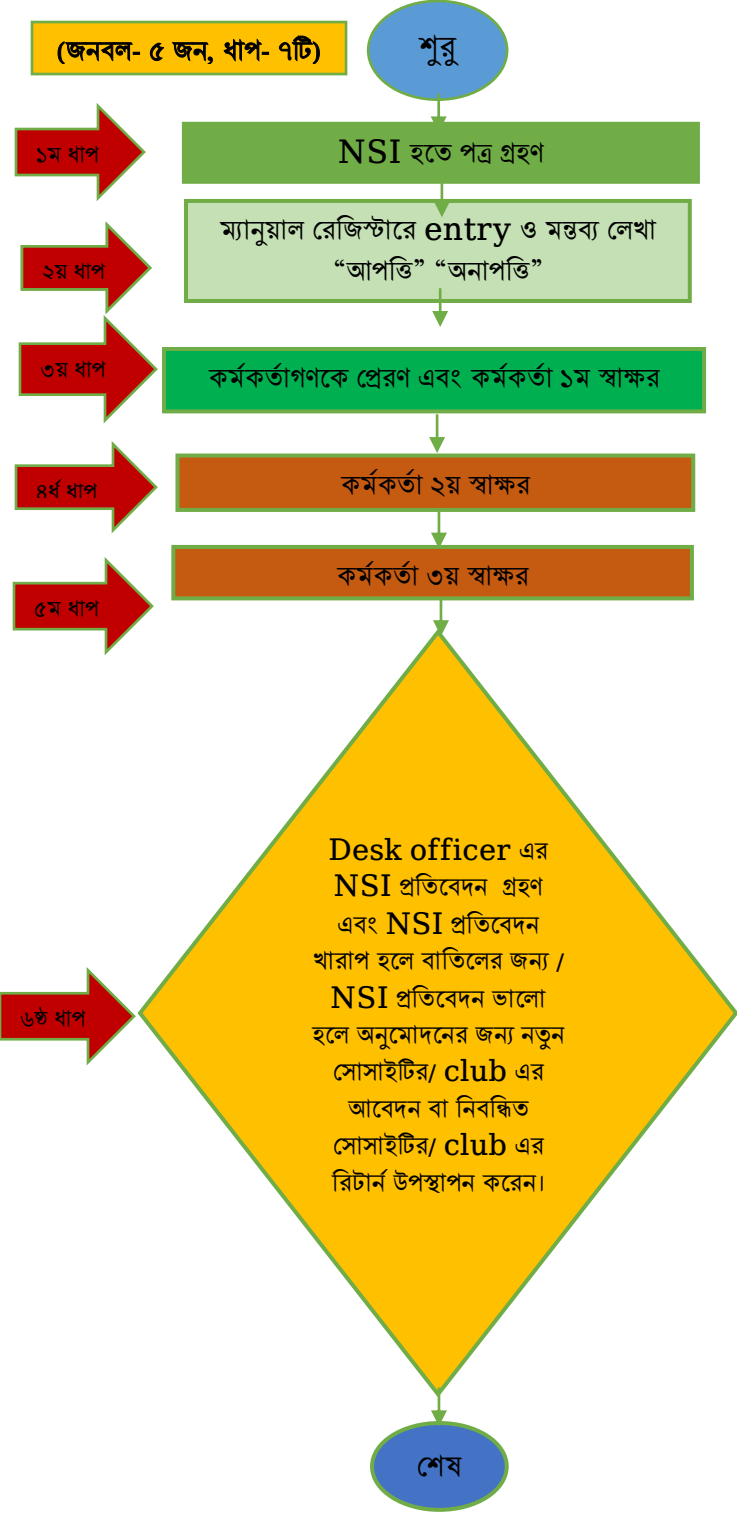 (জনবল- ৫ জন, ধাপ- ৭টি)
শুরু
১ম ধাপ
NSI হতে পত্র গ্রহণ
২য় ধাপ
ম্যানুয়াল রেজিস্টারে entry ও মন্তব্য লেখা
“আপত্তি” “অনাপত্তি”
৩য় ধাপ
কর্মকর্তাগণকে প্রেরণ এবং কর্মকর্তা ১ম স্বাক্ষর
৪র্থ ধাপ
কর্মকর্তা ২য় স্বাক্ষর
৫ম ধাপ
কর্মকর্তা ৩য় স্বাক্ষর
৬ষ্ঠ ধাপ
Desk officer এর
NSI প্রতিবেদন গ্রহণ
এবং NSI প্রতিবেদন
খারাপ হলে বাতিলের জন্য /
NSI প্রতিবেদন ভালো
হলে অনুমোদনের জন্য নতুন
সোসাইটির/ club এর
আবেদন বা নিবন্ধিত
সোসাইটির/ club এর
রিটার্ন উপস্থাপন করেন।
শেষ